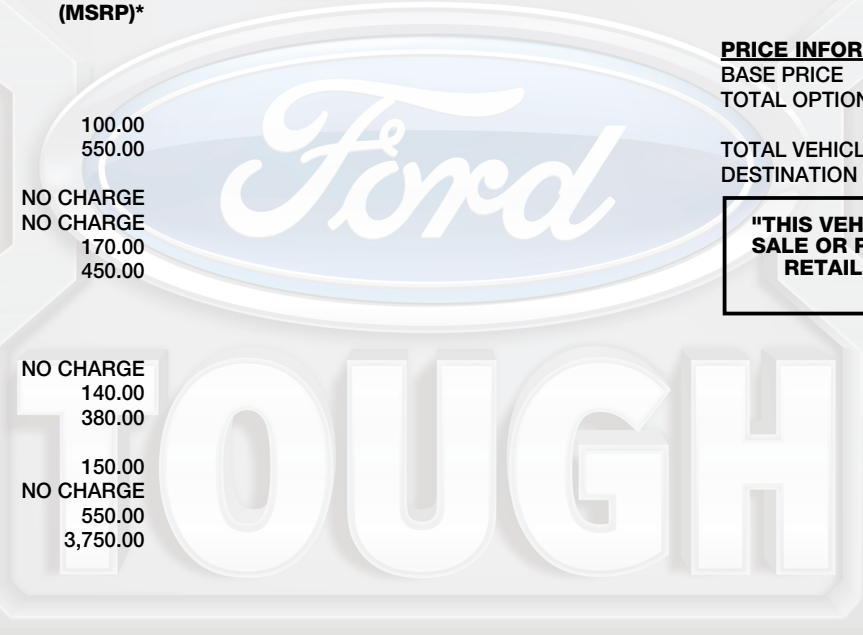 (MSRP)*
100.00
550.00
NO CHARGE
NO CHARGE
170.00
450.00
NO CHARGE
140.00
380.00
150.00
NO CHARGE
550.00
3,750.00
PRICE INFOR
BASE PRICE
TOTAL OPTION
TOTAL VEHICL
DESTINATION
"THIS VEH
SALE OR
RETAIL
Ford
TOUGH